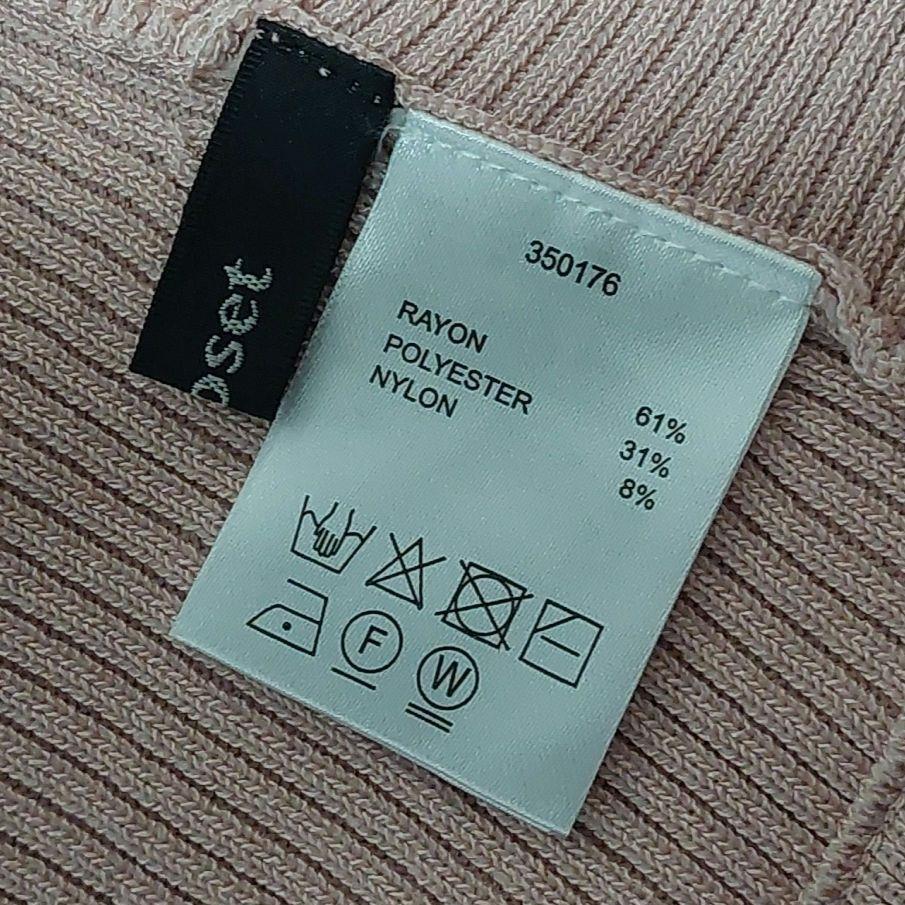 350176
RAYON 61%
POLYESTER 31%
NYLON 8%
F
W